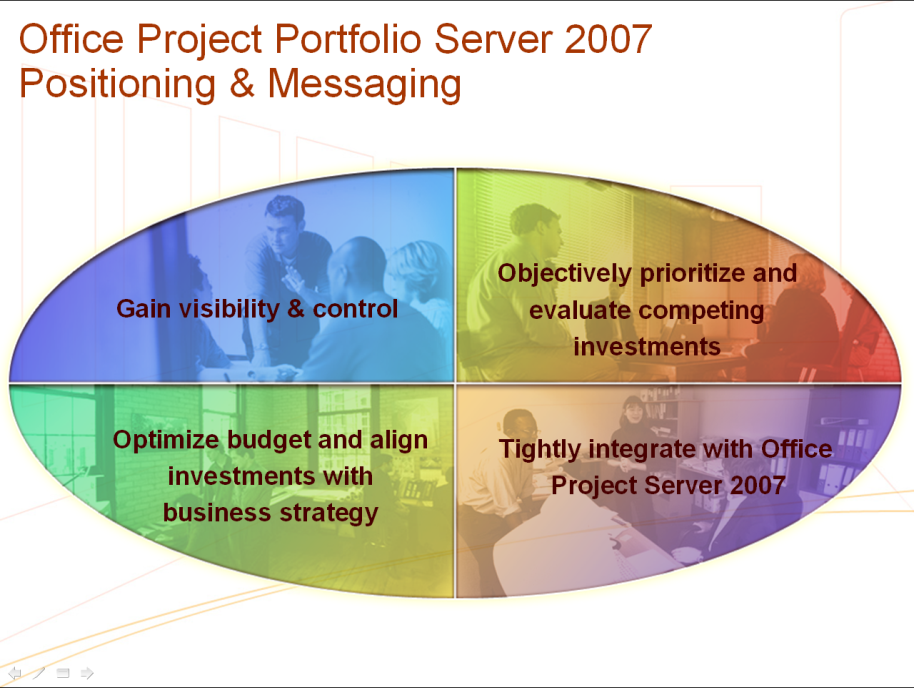 Office Project Portfolio Server 2007
Positioning & Messaging
Gain visibility & control
Objectively prioritize and
evaluate competing
investments
Optimize budget and align
investments with
business strategy
Tightly integrate with Office
Project Server 2007